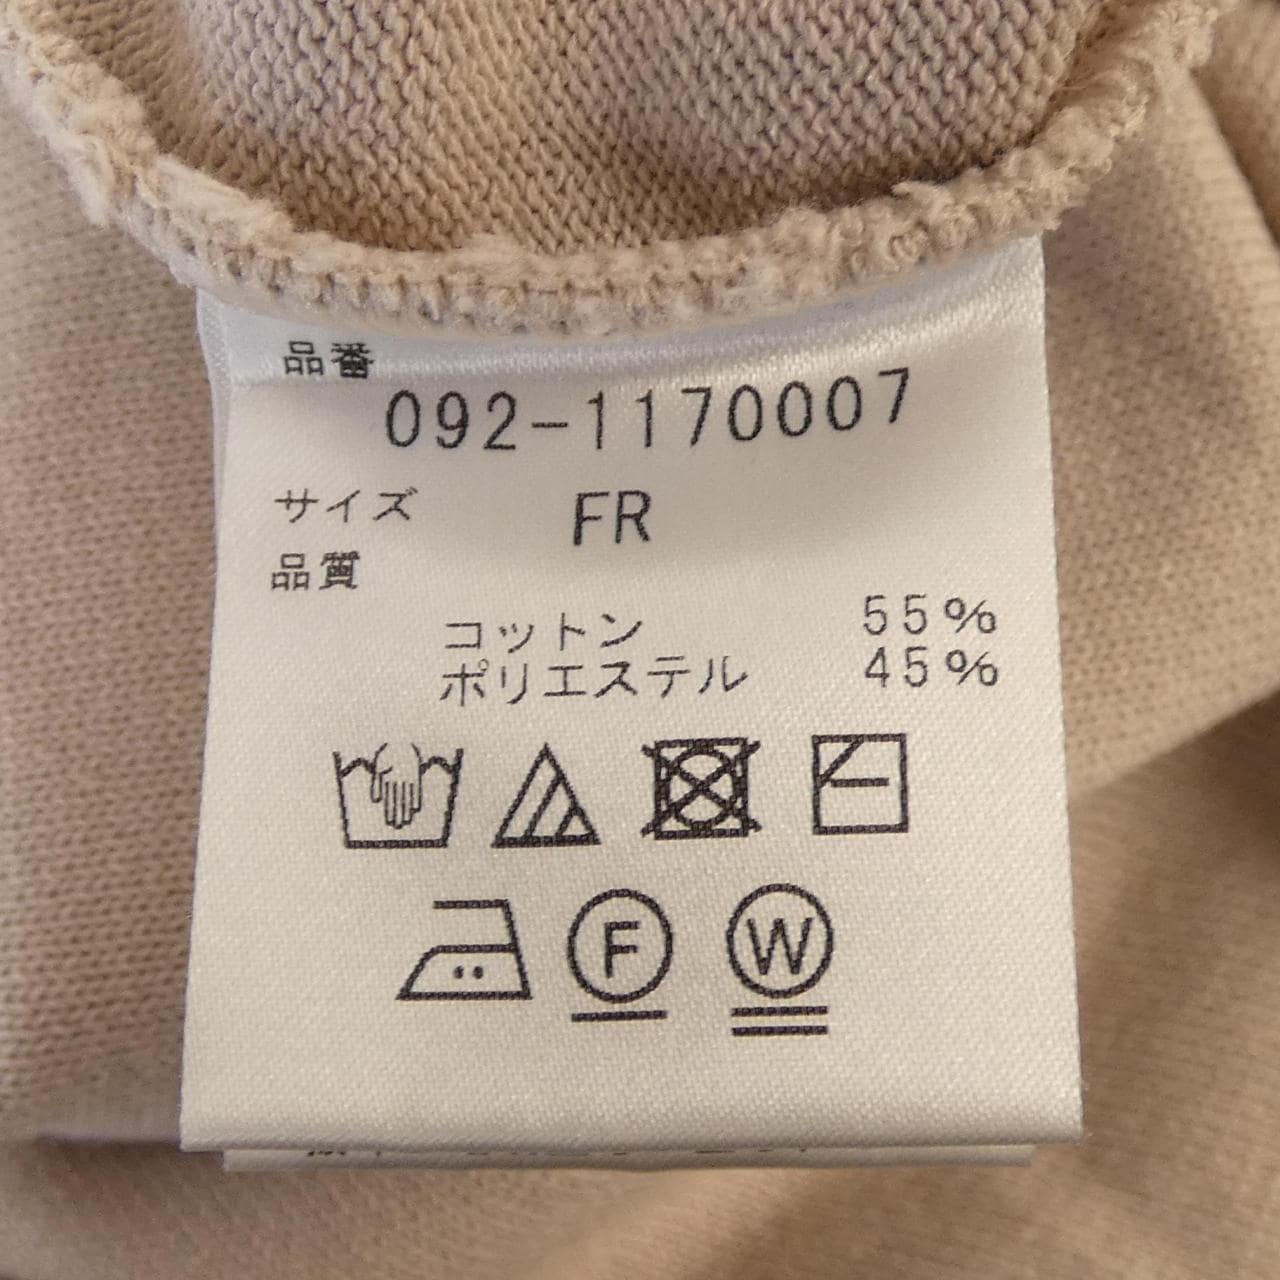 品番
092-1170007
サイズ FR
品質
コットン 55%
ポリエステル 45%
F W